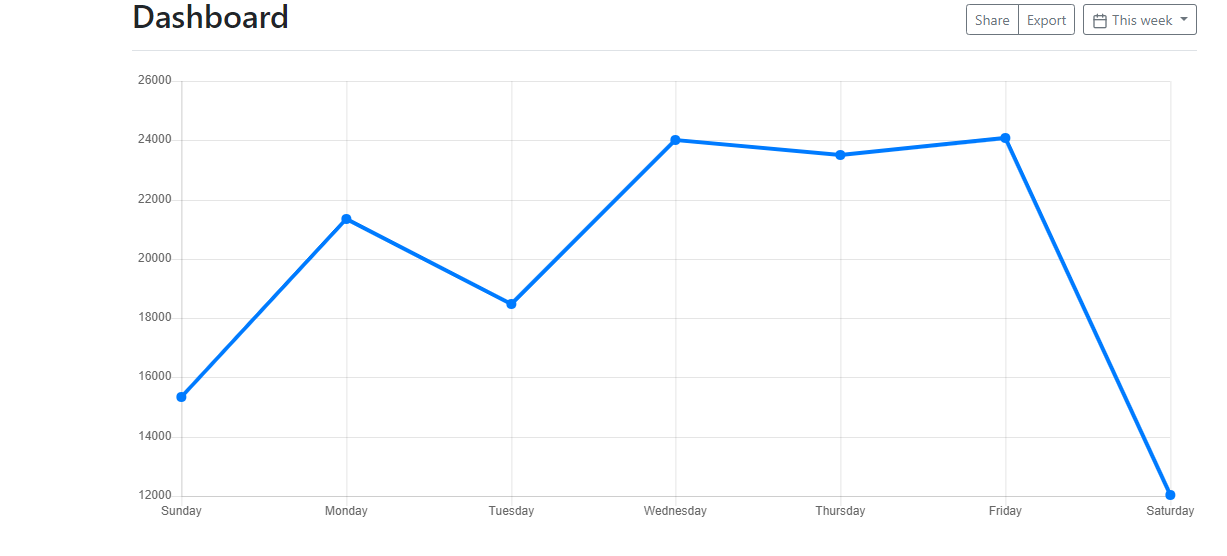 Dashboard
Share
Export
This week
26000
24000
22000
20000
18000
16000
14000
12000
Sunday
Monday
Tuesday
Wednesday
Thursday
Friday
Saturday